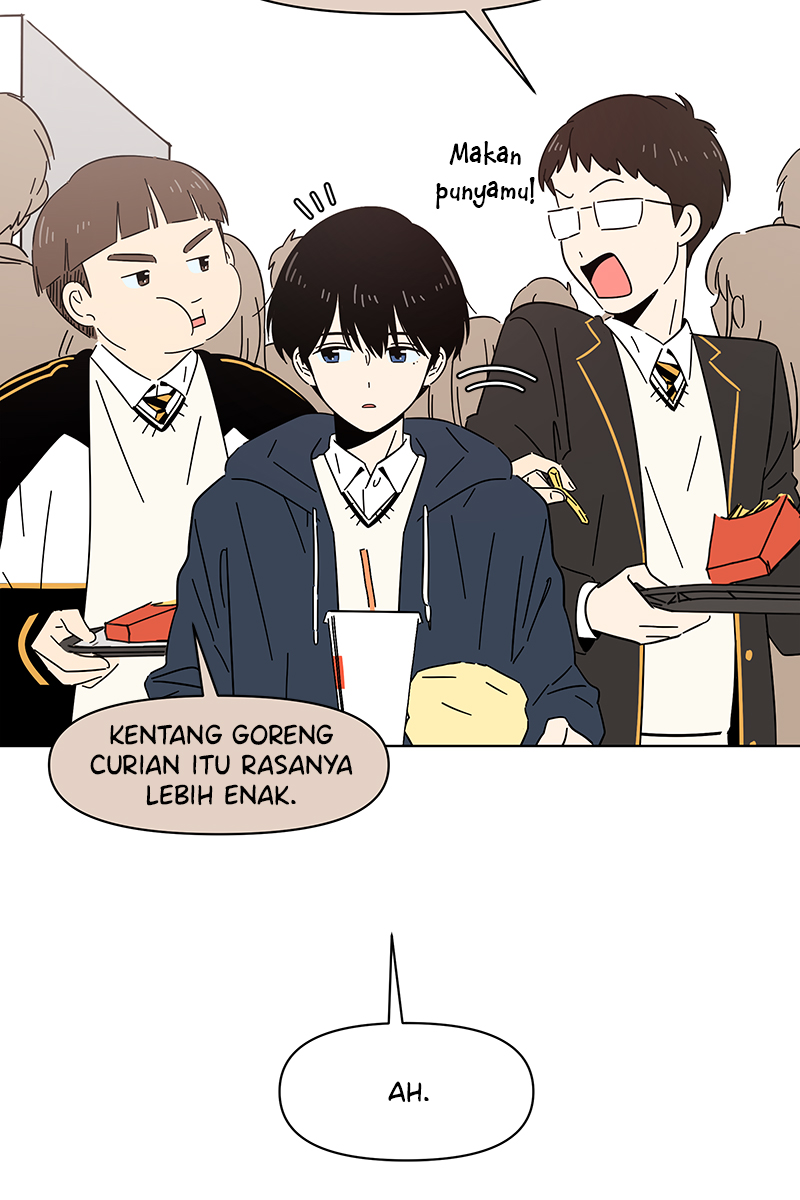 Makan
punyamu!
KENTANG GORENG
CURIAN ITU RASANYA
LEBIH ENAK.
AH.